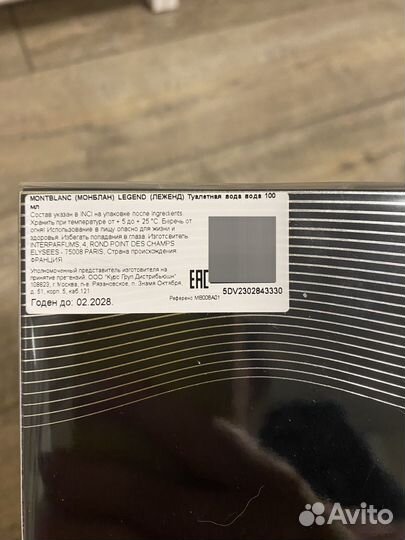 MONTBLANC (МОНБЛАН) LEGEND (ЛЕЖЕНД) Туалетная вода вода 100
мл
Состав указан в INCI на упаковке после Ingredients.
Хранить при температуре от + 5 до + 25 °C. Беречь от
огня! Использование в пищу опасно для жизни и
здоровья. Избегать попадания в глаза. Изготовитель:
INTERPARFUMS, 4, ROND POINT DES CHAMPS
ELYSEES - 75008 PARIS, Страна происхождения:
ФРАНЦИЯ
Уполномоченный представитель изготовителя на
принятие претензий: ООО "Курс Груп Дистрибьюшн"
108823, г Москва, п-е. Рязановское, п. Знамя Октября,
д. 31, корп. 5, каб.121
EAC
5DV2302843330
Референс MB008A01
Годен до: 02.2028.
Avito